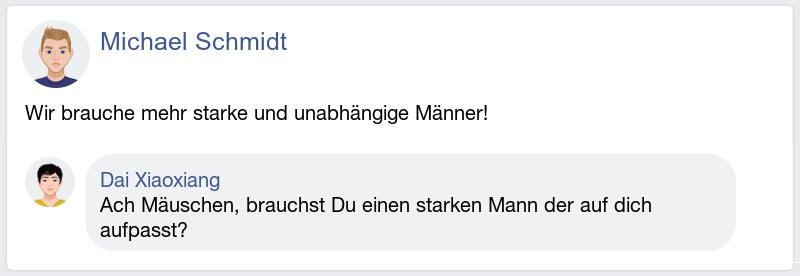 Michael Schmidt
Wir brauche mehr starke und unabhängige Männer!
Dai Xiaoxiang
Ach Mäuschen, brauchst Du einen starken Mann der auf dich
aufpasst?